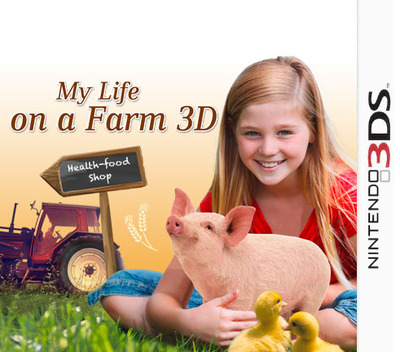 My Life
on a Farm 3D
Health-food
Shop
NINTENDO 3DS